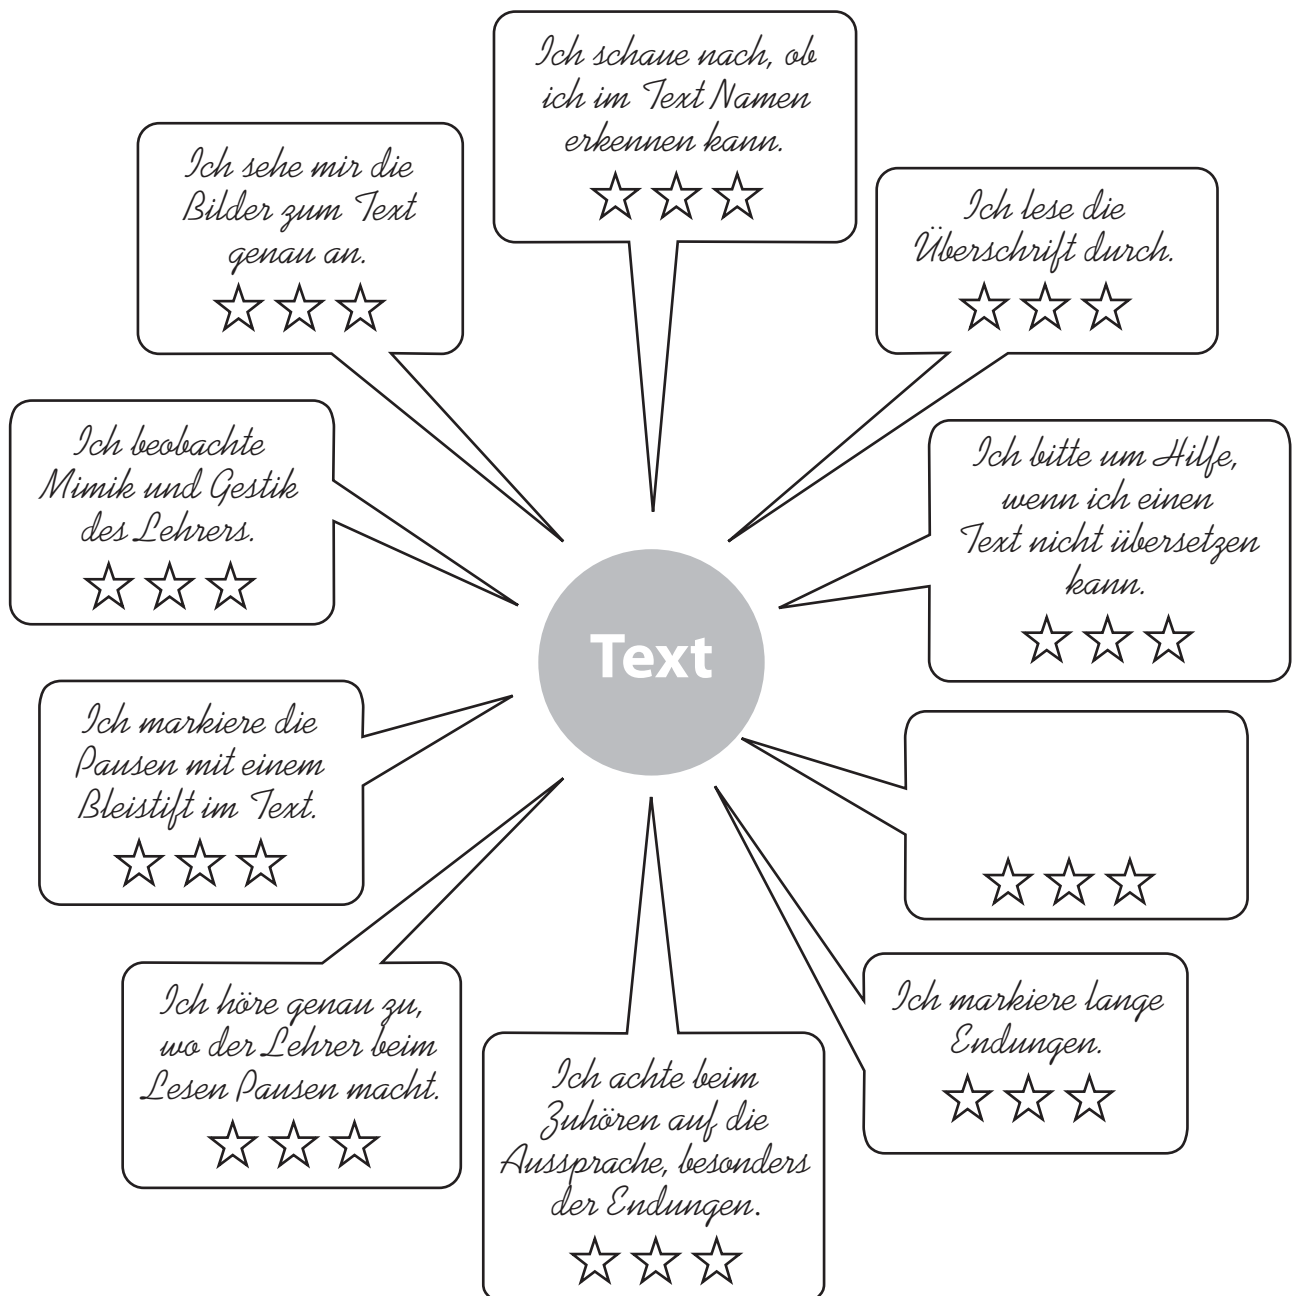 Ich schaue nach, ob
ich im Text Namen
erkennen kann.
Ich sehe mir die
Bilder zum Text
genau an.
Ich lese die
Überschrift durch.
Ich beobachte
Mimik und Gestik
des Lehrers.
Ich bitte um Hilfe,
wenn ich einen
Text nicht übersetzen
kann.
Text
Ich markiere die
Pausen mit einem
Bleistift im Text.
Ich höre genau zu,
wo der Lehrer beim
Lesen Pausen macht.
Ich achte beim
Zuhören auf die
Aussprache, besonders
der Endungen.
Ich markiere lange
Endungen.